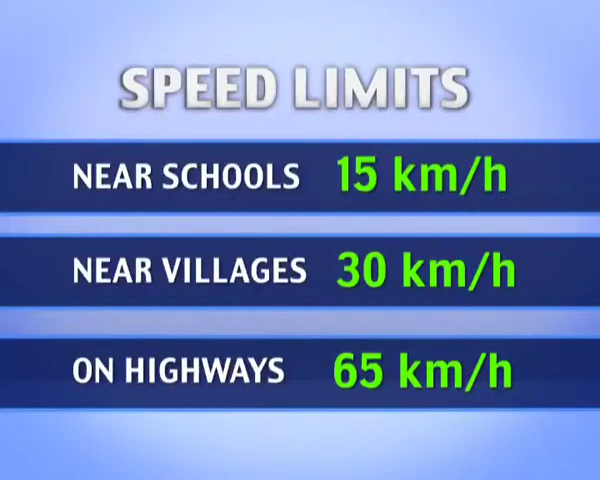 SPEED LIMITS
NEAR SCHOOLS 15 km/h
NEAR VILLAGES 30 km/h
ON HIGHWAYS 65 km/h